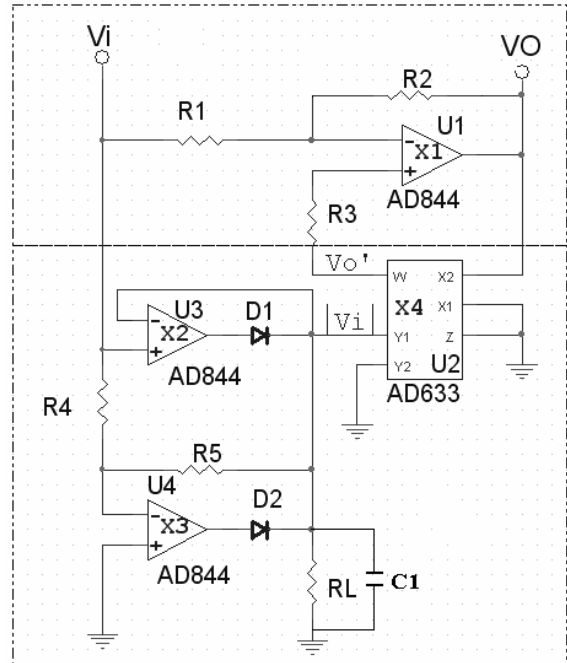 Vi
VO
R2
R1
U1
-
X1
+
AD844
R3
Vo'
W
X2
X4
X1
|Vi|
Y1
Z
Y2
U2
AD633
U3
D1
-
X2
+
AD844
R4
R5
U4
D2
-
X3
+
AD844
RL
C1